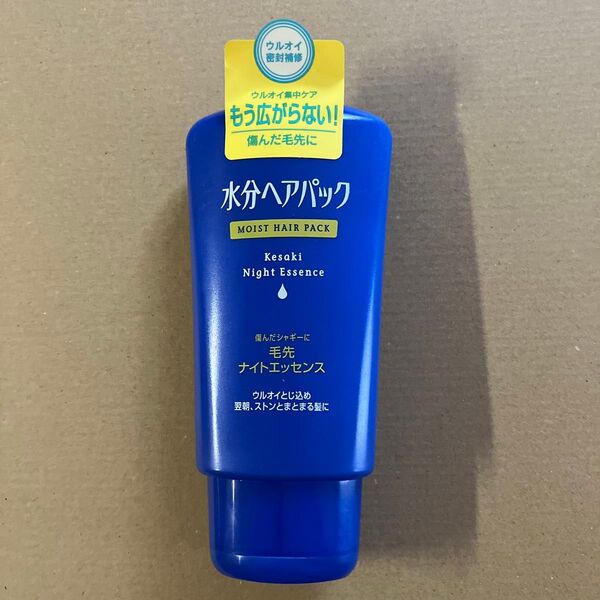 ウルオイ
密封補修
ウルオイ集中ケア
もう広がらない!
傷んだ毛先に
水分ヘアパック
MOIST HAIR PACK
Kesaki
Night Essence
傷んだシャギーに
毛先
ナイトエッセンス
ウルオイとじ込め
翌朝、ストンとまとまる髪に